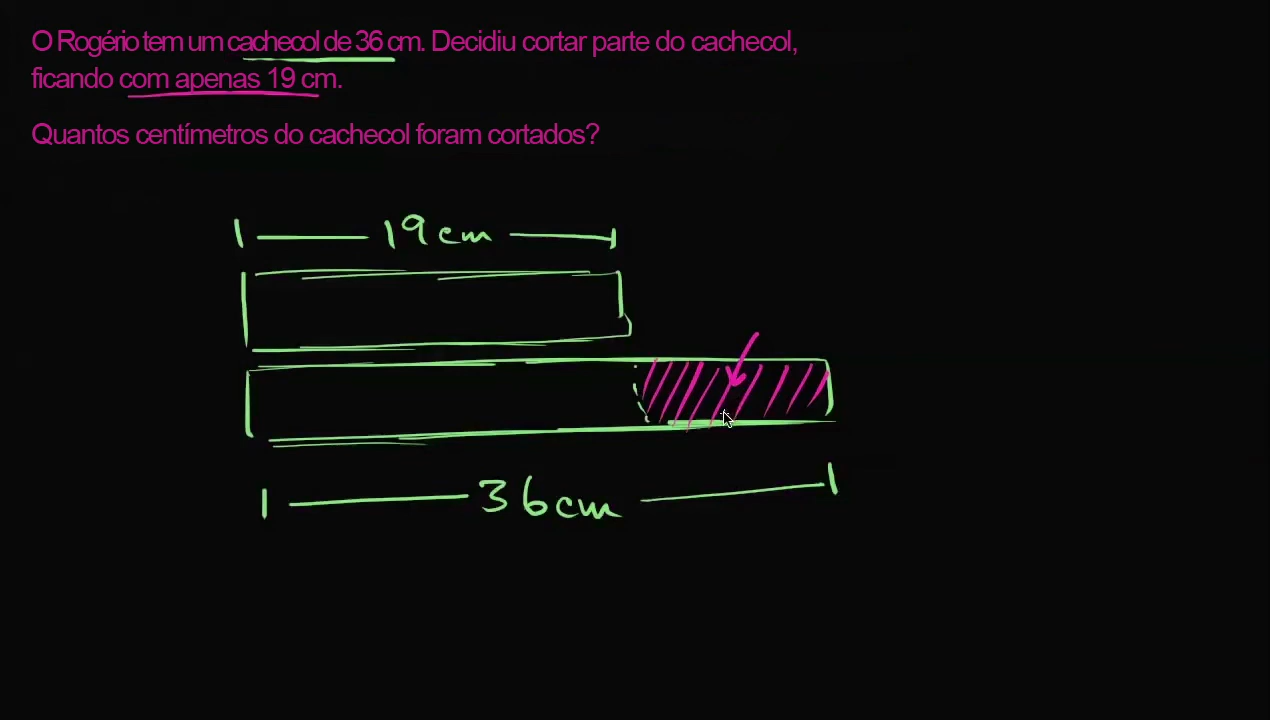 O Rogério tem um cachecol de 36 cm. Decidiu cortar parte do cachecol,
ficando com apenas 19 cm.
Quantos centímetros do cachecol foram cortados?
19 cm
36 cm